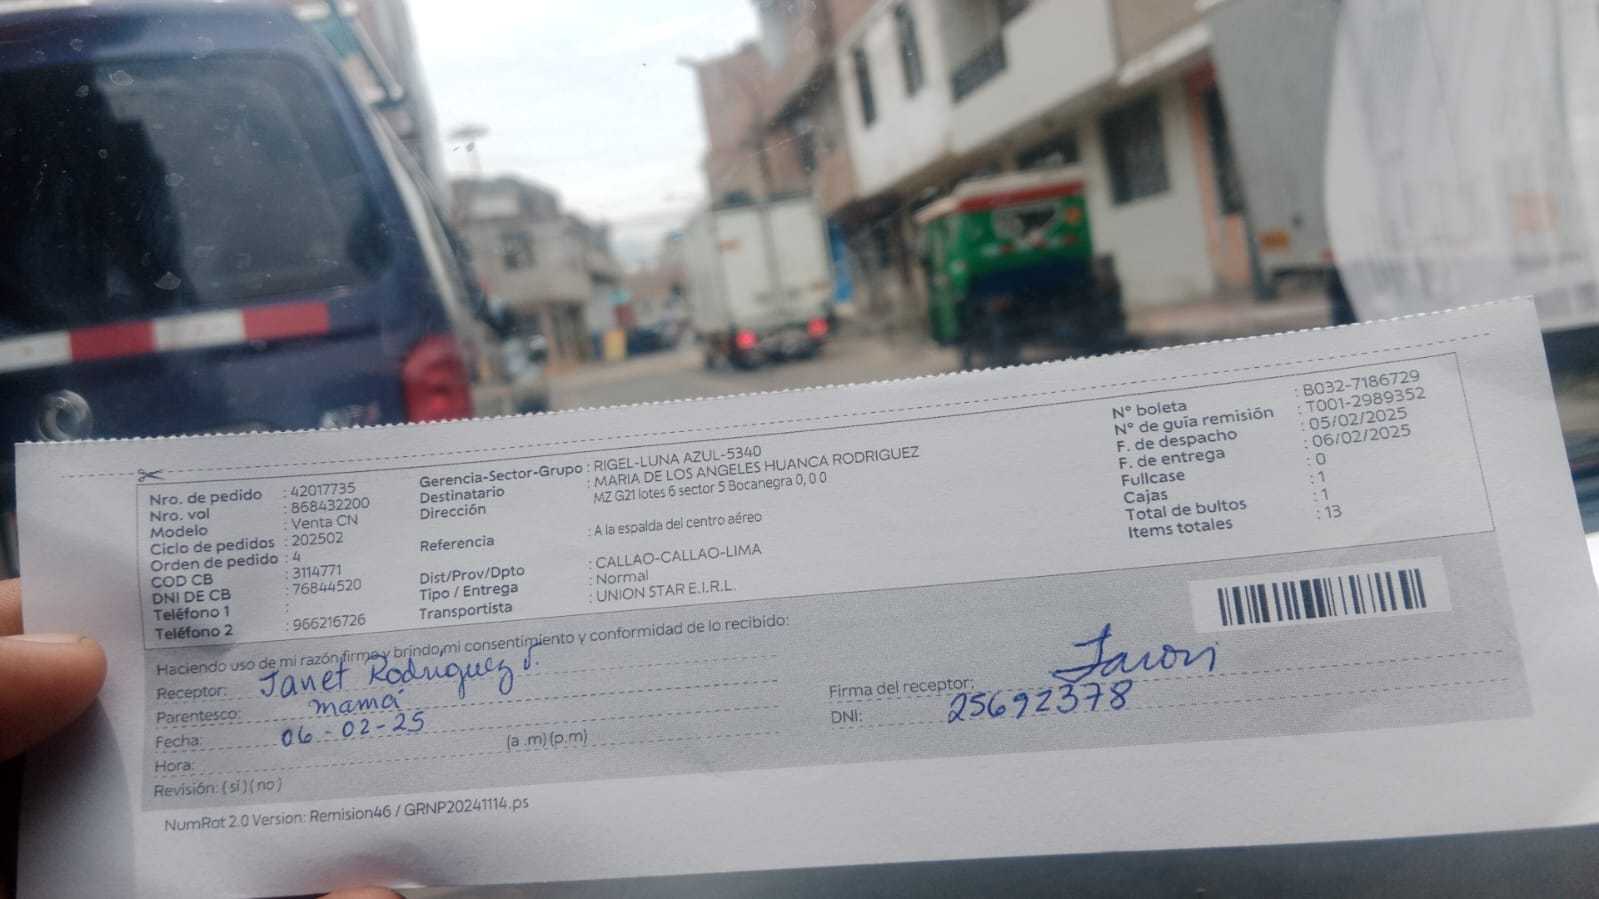 Nro. de pedido : 42017735
Nro. vol : 868432200
Modelo : Venta CN
Ciclo de pedidos : 202502
Orden de pedido : 4
COD CB : 3114771
DNI DE CB : 76844520
Teléfono 1 :
Teléfono 2 : 966216726
Gerencia-Sector-Grupo : RIGEL-LUNA AZUL-5340
Destinatario : MARIA DE LOS ANGELES HUANCA RODRIGUEZ
Dirección MZ G21 lotes 6 sector 5 Bocanegra 0, 0 0
Referencia : A la espalda del centro aéreo
Dist/Prov/Dpto : CALLAO-CALLAO-LIMA
Tipo / Entrega : Normal
Transportista : UNION STAR E.I.R.L.
N° boleta : B032-7186729
N° de guía remisión : T001-2989352
F. de despacho : 05/02/2025
F. de entrega : 06/02/2025
Fullcase : 0
Cajas : 1
Total de bultos : 1
Items totales : 13
Haciendo uso de mi razón firma y brindo mi consentimiento y conformidad de lo recibido:
Receptor: Janet Rodriguez
Parentesco: mamá
Fecha: 06-02-25
Hora: (a .m) (p.m)
Revisión: ( si ) ( no )
Firma del receptor:
DNI: 25692378
NumRot 2.0 Version: Remision46 / GRNP20241114.ps